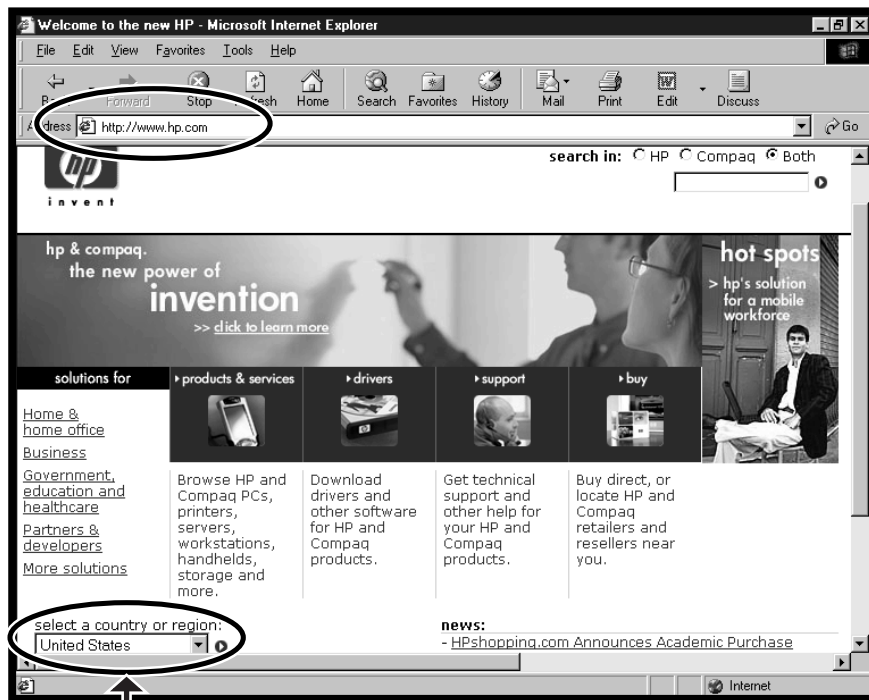 Welcome to the new HP - Microsoft Internet Explorer
File Edit View Favorites Tools Help
Stop Refresh Home Search Favorites History Mail Print Edit Discuss
Forward
Address http://www.hp.com Go
hp
invent
search in: HP Compaq Both
hp & compaq.
the new power of
invention
>> click to learn more
hot spots
> hp's solution
for a mobile
workforce
solutions for
products & services
drivers
support
buy
Home &
home office
Business
Government,
education and
healthcare
Partners &
developers
More solutions
Browse HP and
Compaq PCs,
printers,
servers,
workstations,
handhelds,
storage and
more.
Download
drivers and
other software
for HP and
Compaq
products.
Get technical
support and
other help for
your HP and
Compaq
products.
Buy direct, or
locate HP and
Compaq
retailers and
resellers near
you.
select a country or region:
United States
news:
- HPshopping.com Announces Academic Purchase
Internet